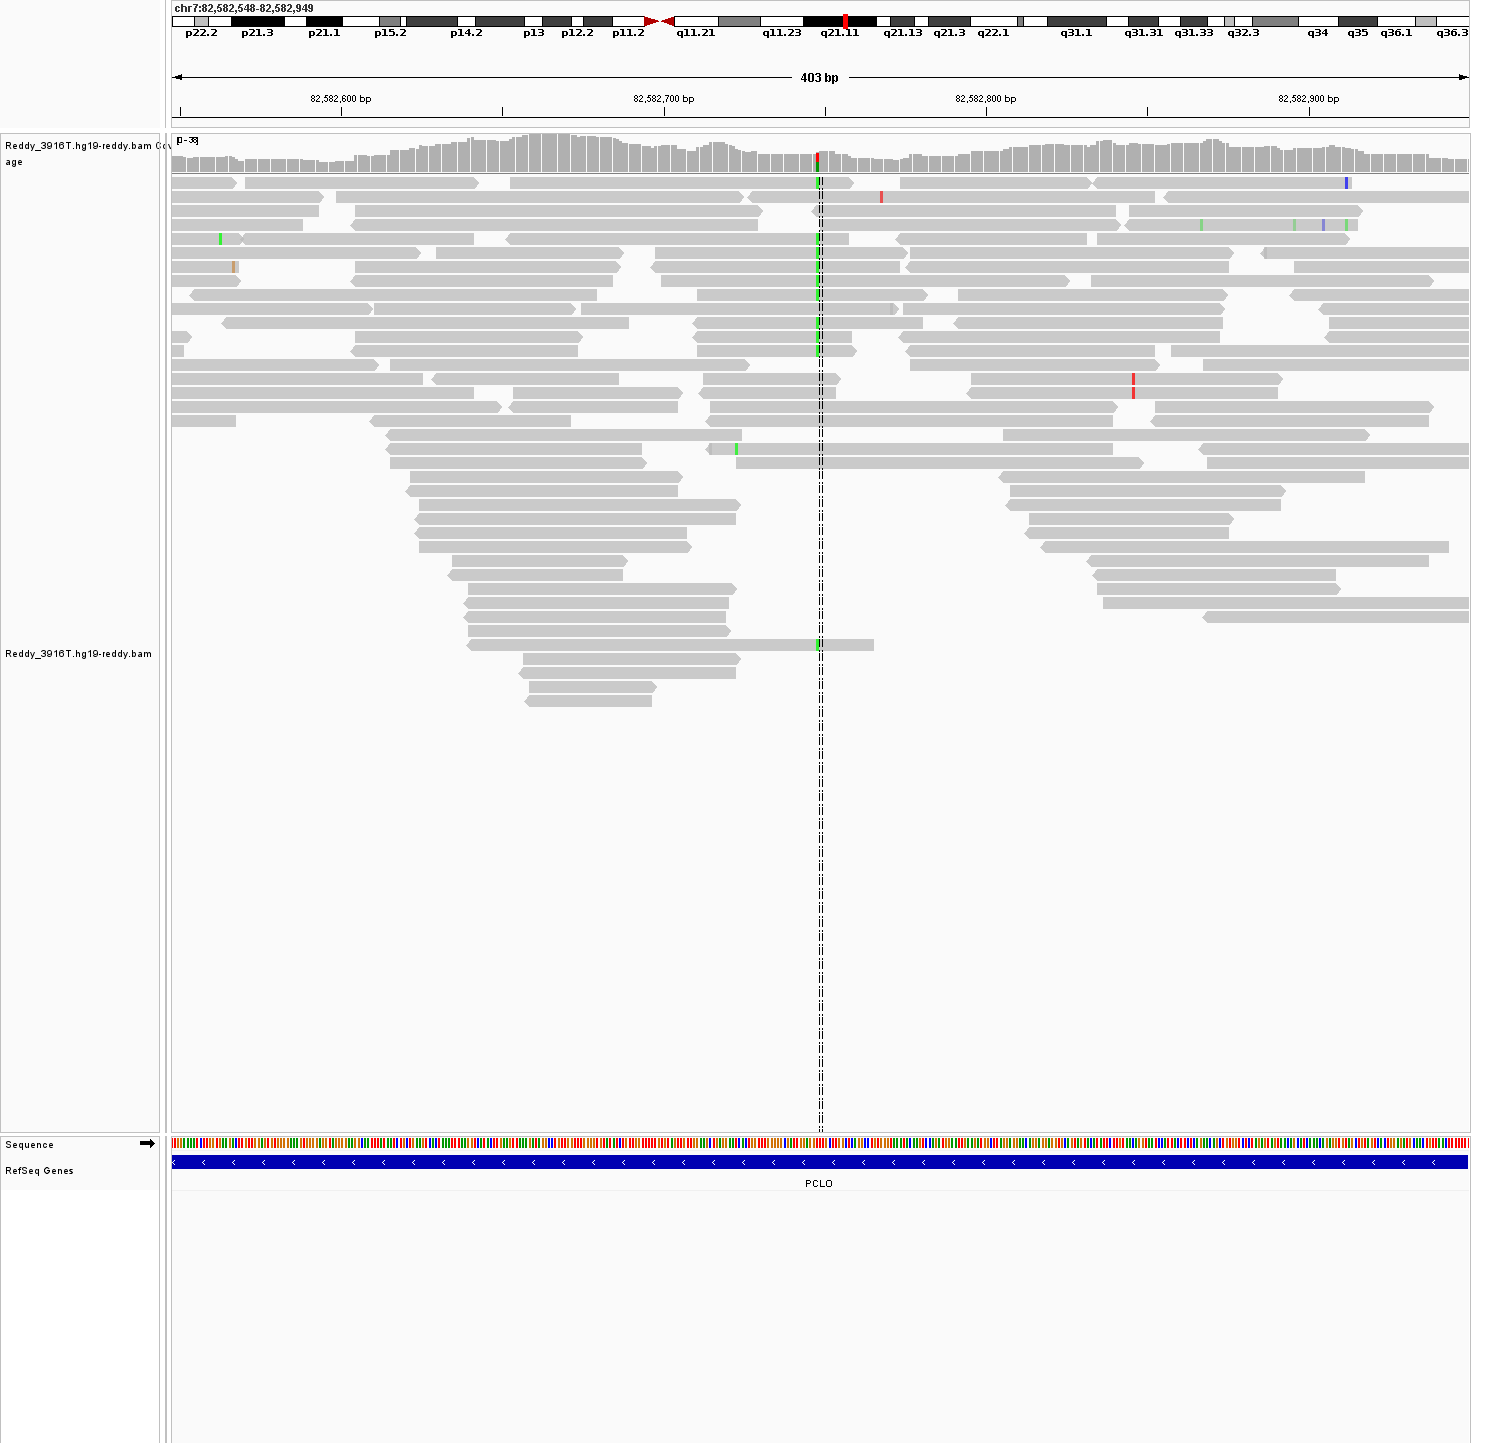 chr7:82,582,548-82,582,949
p22.2 p21.3 p21.1 p15.2 p14.2 p13 p12.2 p11.2 q11.21 q11.23 q21.11 q21.13 q21.3 q22.1 q31.1 q31.31 q31.33 q32.3 q34 q35 q36.1 q36.3
403 bp
82,582,600 bp 82,582,700 bp 82,582,800 bp 82,582,900 bp
[0 - 38]
Reddy_3916T.hg19-reddy.bam Cov
age
Reddy_3916T.hg19-reddy.bam
Sequence
RefSeq Genes
PCLO